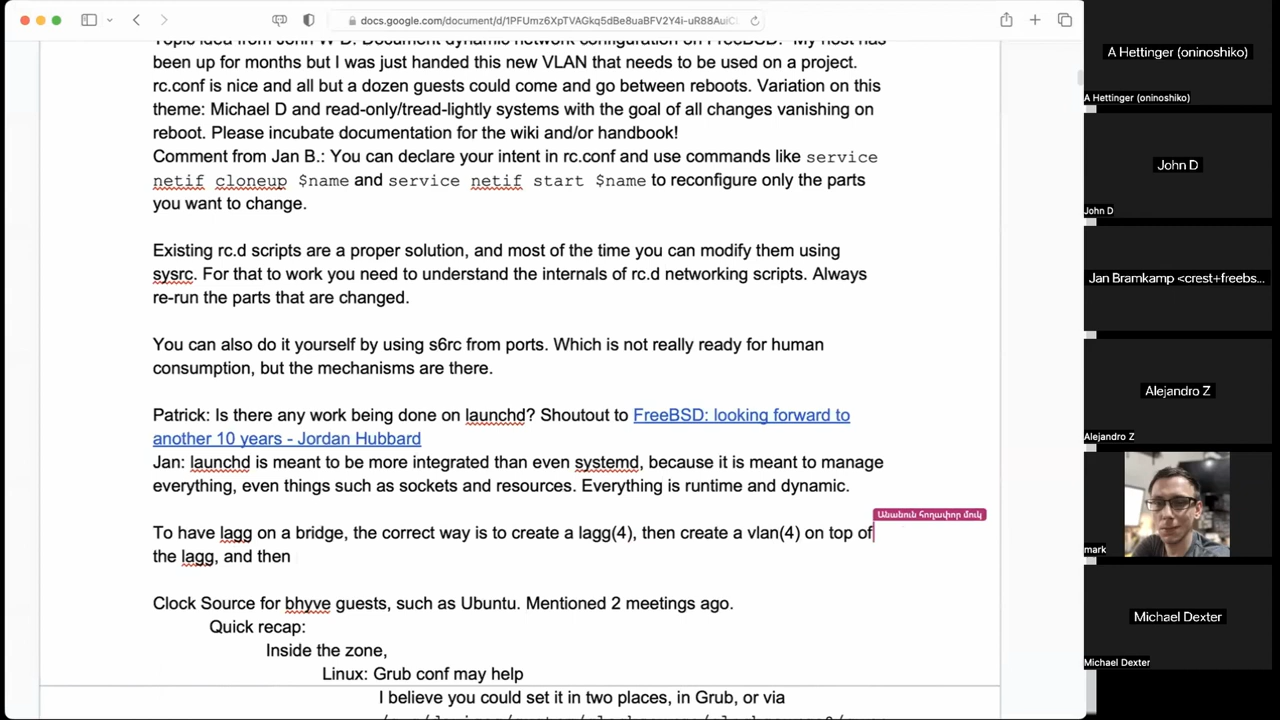 docs.google.com/document/d/1PFUmz6XpTVAGkq5dBe8uaBFV2Y4i-uR88AuiC
Topic idea from John W D: Document dynamic network configuration on FreeBSD! "My host has
been up for months but I was just handed this new VLAN that needs to be used on a project.
rc.conf is nice and all but a dozen guests could come and go between reboots. Variation on this
theme: Michael D and read-only/tread-lightly systems with the goal of all changes vanishing on
reboot. Please incubate documentation for the wiki and/or handbook!
Comment from Jan B.: You can declare your intent in rc.conf and use commands like service
netif cloneup $name and service netif start $name to reconfigure only the parts
you want to change.
Existing rc.d scripts are a proper solution, and most of the time you can modify them using
sysrc. For that to work you need to understand the internals of rc.d networking scripts. Always
re-run the parts that are changed.
You can also do it yourself by using s6rc from ports. Which is not really ready for human
consumption, but the mechanisms are there.
Patrick: Is there any work being done on launchd? Shoutout to FreeBSD: looking forward to
another 10 years - Jordan Hubbard
Jan: launchd is meant to be more integrated than even systemd, because it is meant to manage
everything, even things such as sockets and resources. Everything is runtime and dynamic.
Անանուն հողափոր մուկ
To have lagg on a bridge, the correct way is to create a lagg(4), then create a vlan(4) on top of
the lagg, and then
Clock Source for bhyve guests, such as Ubuntu. Mentioned 2 meetings ago.
Quick recap:
Inside the zone,
Linux: Grub conf may help
I believe you could set it in two places, in Grub, or via
A Hettinger (oninoshiko)
A Hettinger (oninoshiko)
John D
John D
Jan Bramkamp <crest+freebs...
Alejandro Z
Alejandro Z
mark
Michael Dexter
Michael Dexter